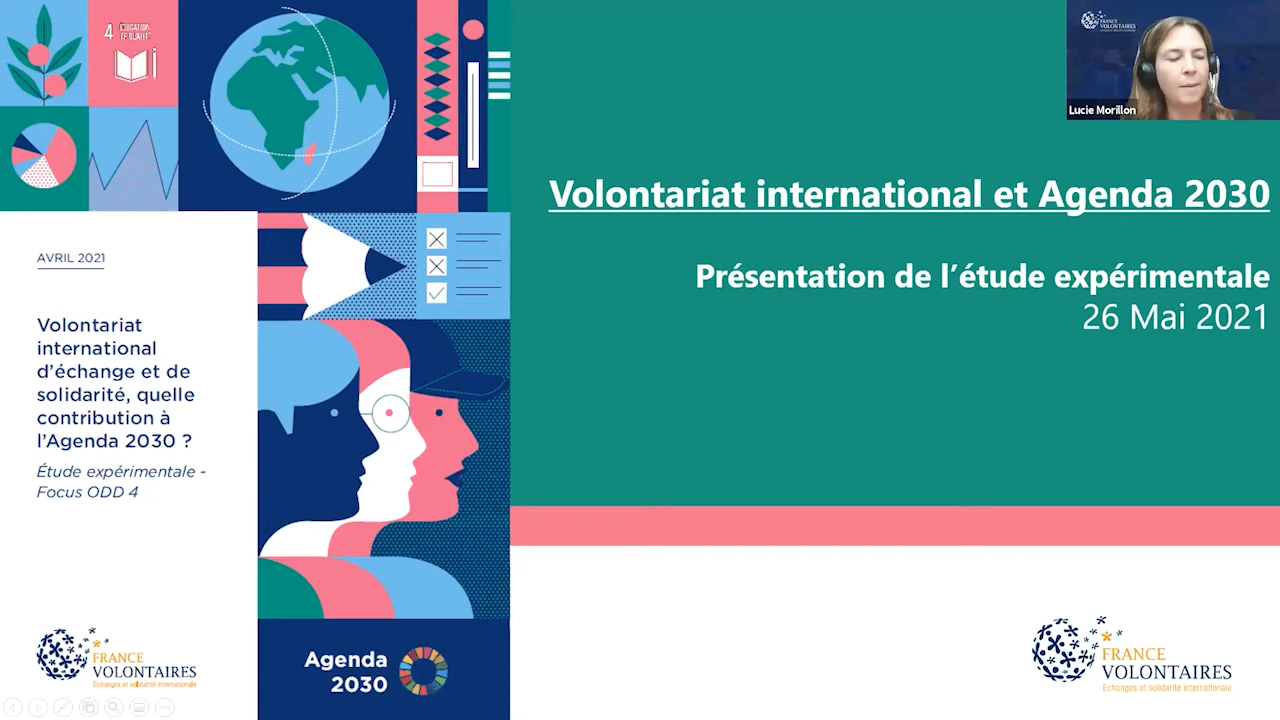 4 ÉDUCATION
DE QUALITÉ
FRANCE
VOLONTAIRES
Lucie Morillon
Volontariat international et Agenda 2030
Présentation de l'étude expérimentale
26 Mai 2021
AVRIL 2021
Volontariat
international
d'échange et de
solidarité, quelle
contribution à
l'Agenda 2030 ?
Étude expérimentale -
Focus ODD 4
FRANCE
VOLONTAIRES
Echanges et solidarité internationale
Agenda
2030
FRANCE
VOLONTAIRES
Echanges et solidarité internationale